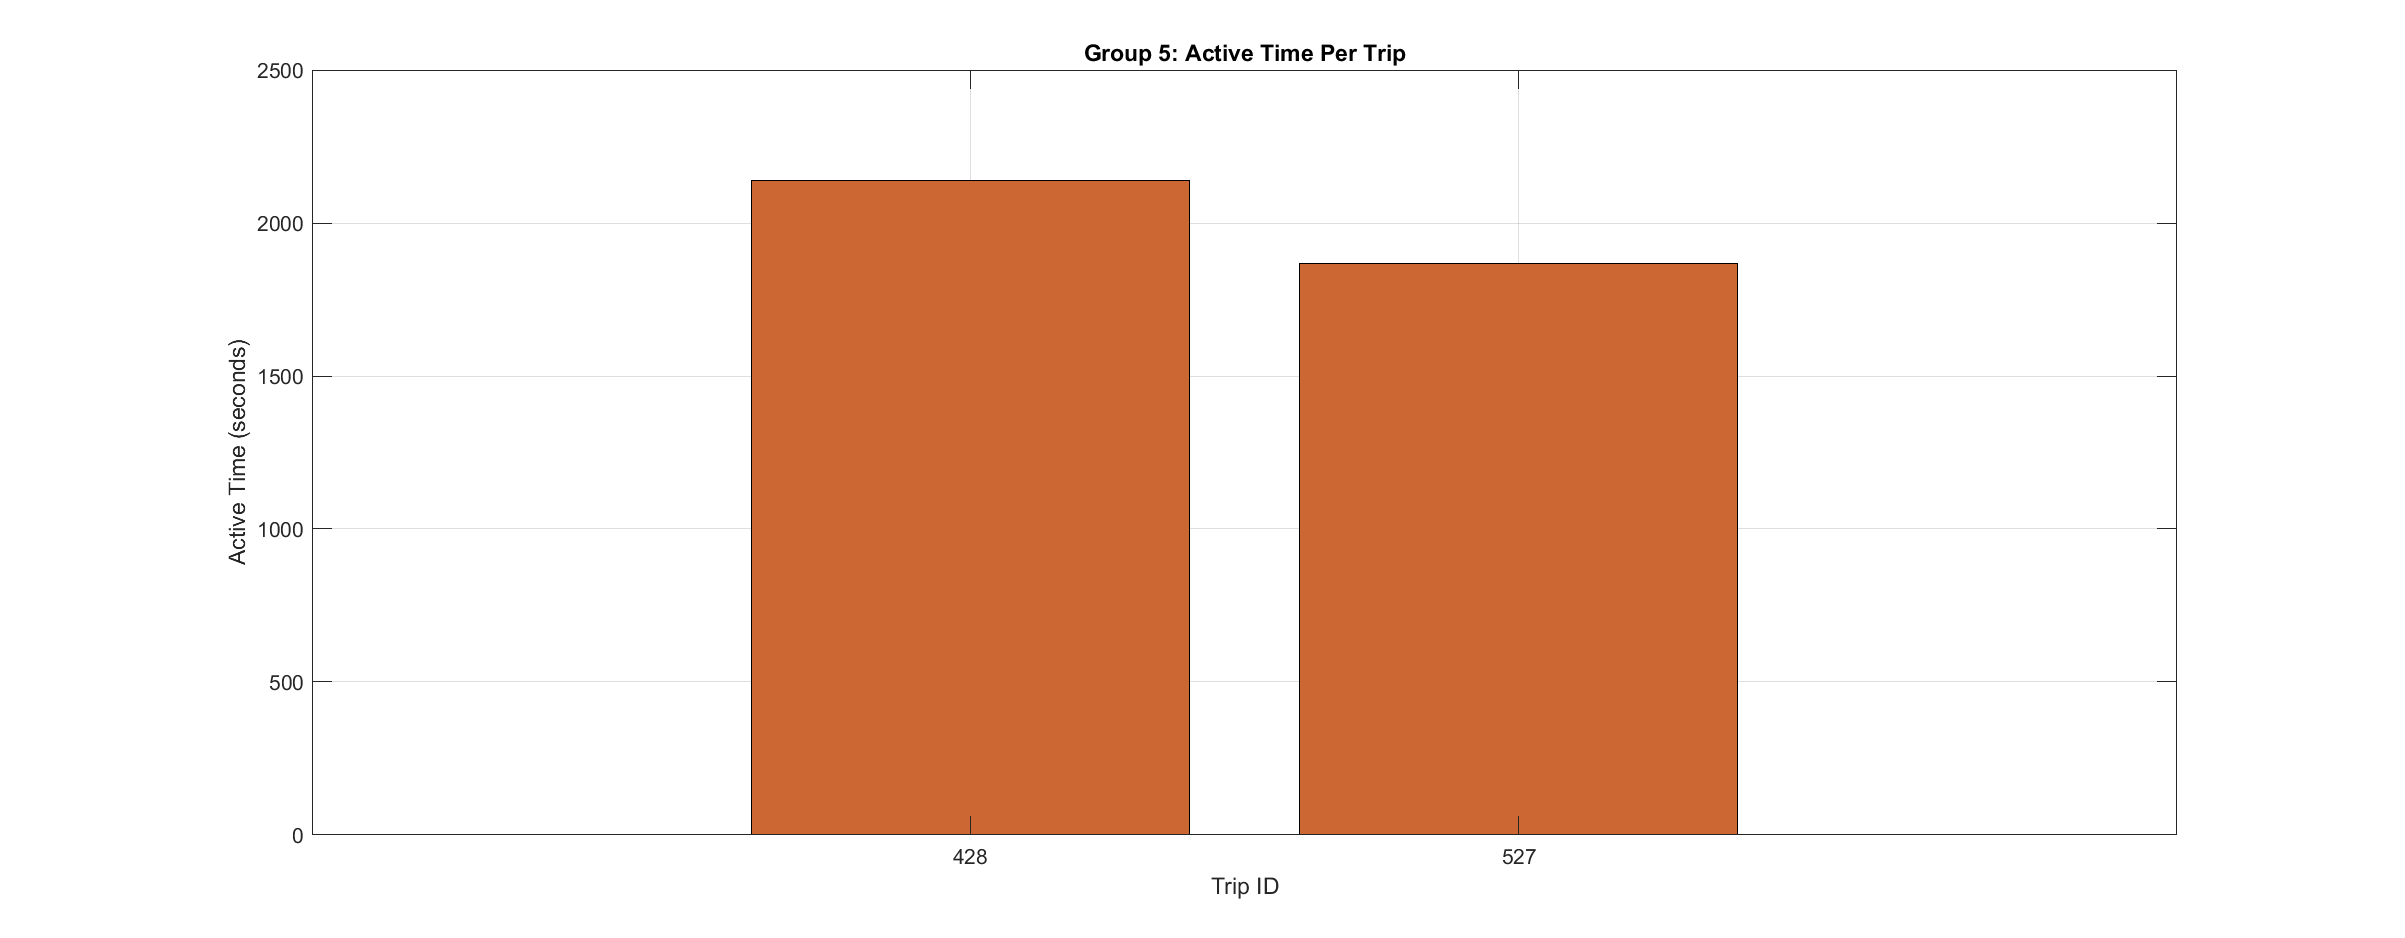 Group 5: Active Time Per Trip
2500
2000
1500
1000
500
0
Active Time (seconds)
428
527
Trip ID